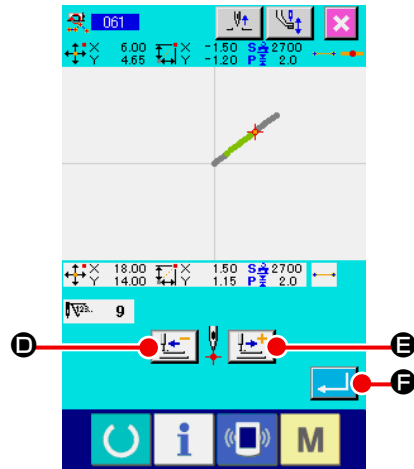 061
X 6.00 X -1.50 S 2700
Y 4.65 Y -1.20 P 2.0
X 18.00 X 1.50 S 2700
Y 14.00 Y 1.15 P 2.0
123.. 9
D E
F
i M